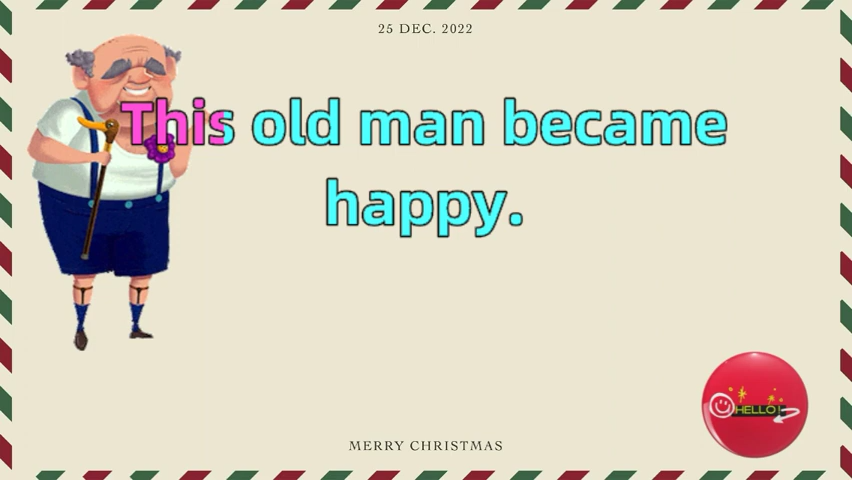 25 DEC. 2022
This old man became
happy.
HELLO!
MERRY CHRISTMAS